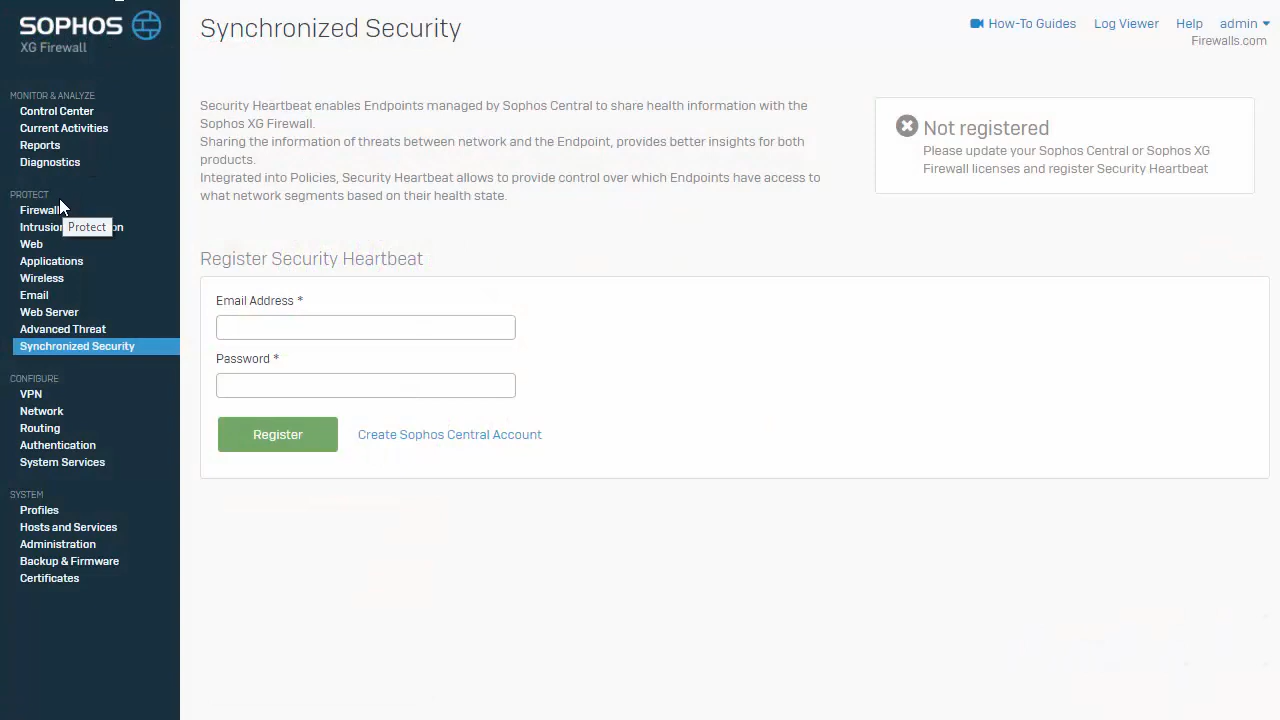 SOPHOS
XG Firewall
Synchronized Security
How-To Guides
Log Viewer
Help
admin
Firewalls.com
MONITOR & ANALYZE
Control Center
Current Activities
Reports
Diagnostics
PROTECT
Firewall
Protect
Web
Applications
Wireless
Email
Web Server
Advanced Threat
Synchronized Security
CONFIGURE
VPN
Network
Routing
Authentication
System Services
SYSTEM
Profiles
Hosts and Services
Administration
Backup & Firmware
Certificates
Security Heartbeat enables Endpoints managed by Sophos Central to share health information with the
Sophos XG Firewall.
Sharing the information of threats between network and the Endpoint, provides better insights for both
products.
Integrated into Policies, Security Heartbeat allows to provide control over which Endpoints have access to
what network segments based on their health state.
Not registered
Please update your Sophos Central or Sophos XG
Firewall licenses and register Security Heartbeat
Register Security Heartbeat
Email Address *
Password *
Register
Create Sophos Central Account